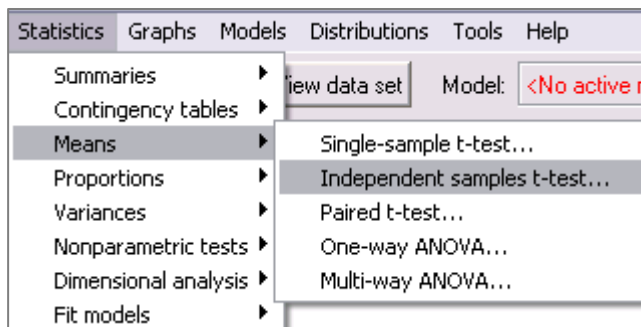 Statistics Graphs Models Distributions Tools Help
Summaries
View data set Model: <No active
Contingency tables
Means
Single-sample t-test...
Proportions
Independent samples t-test...
Variances
Paired t-test...
Nonparametric tests
One-way ANOVA...
Dimensional analysis
Multi-way ANOVA...
Fit models